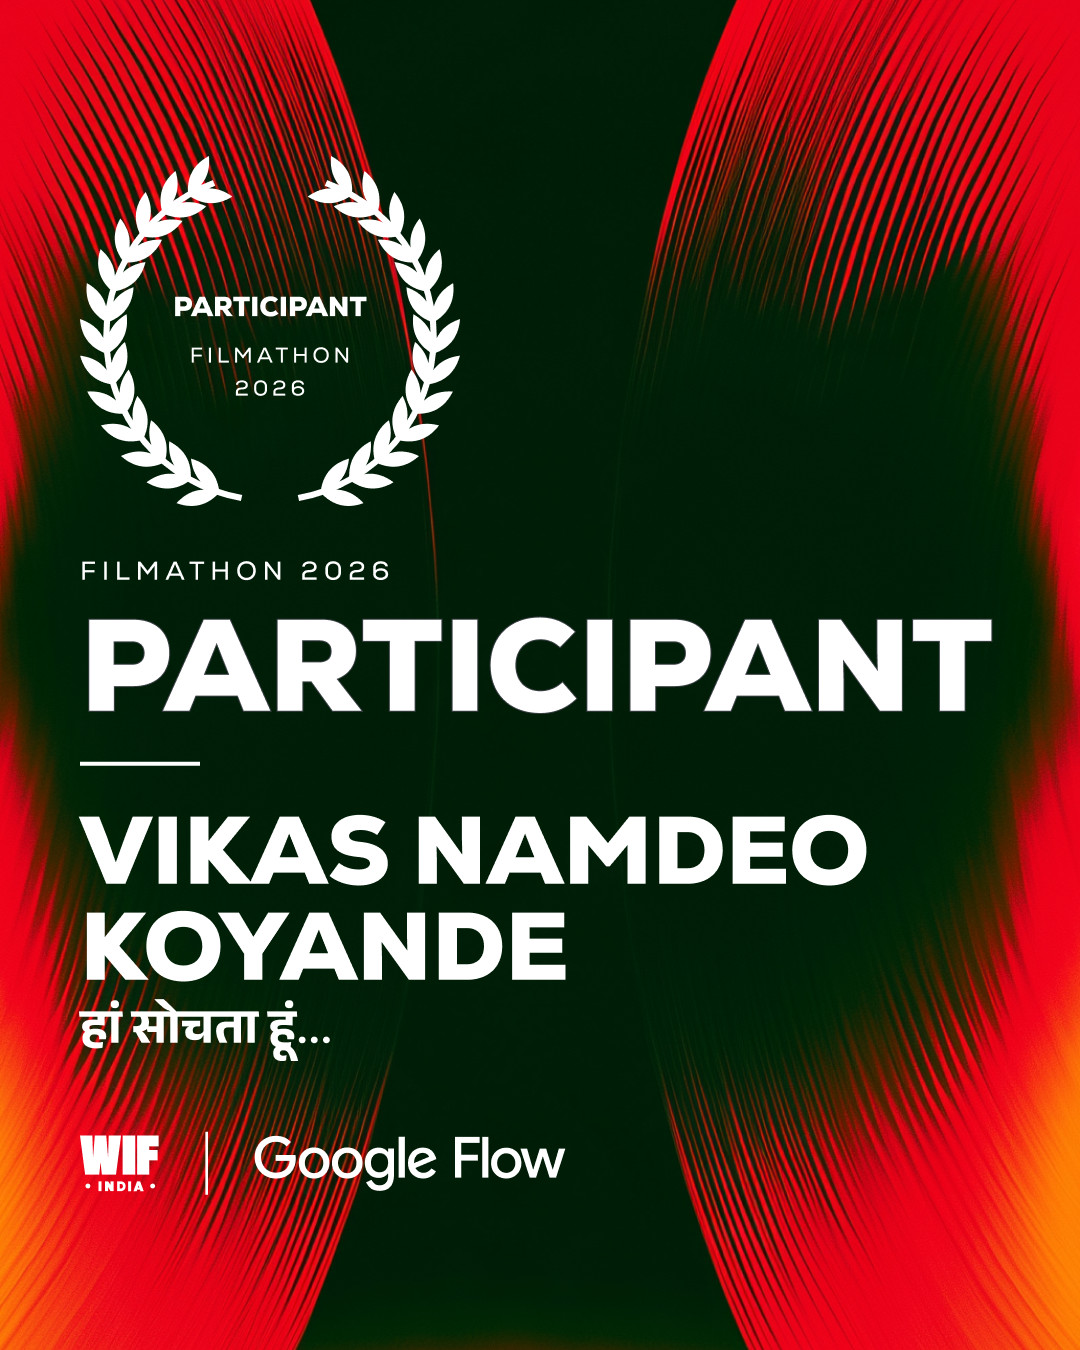 PARTICIPANT
FILMATHON
2026
FILMATHON 2026
PARTICIPANT
VIKAS NAMDEO
KOYANDE
हां सोचता हूं...
WIF
• INDIA •
Google Flow